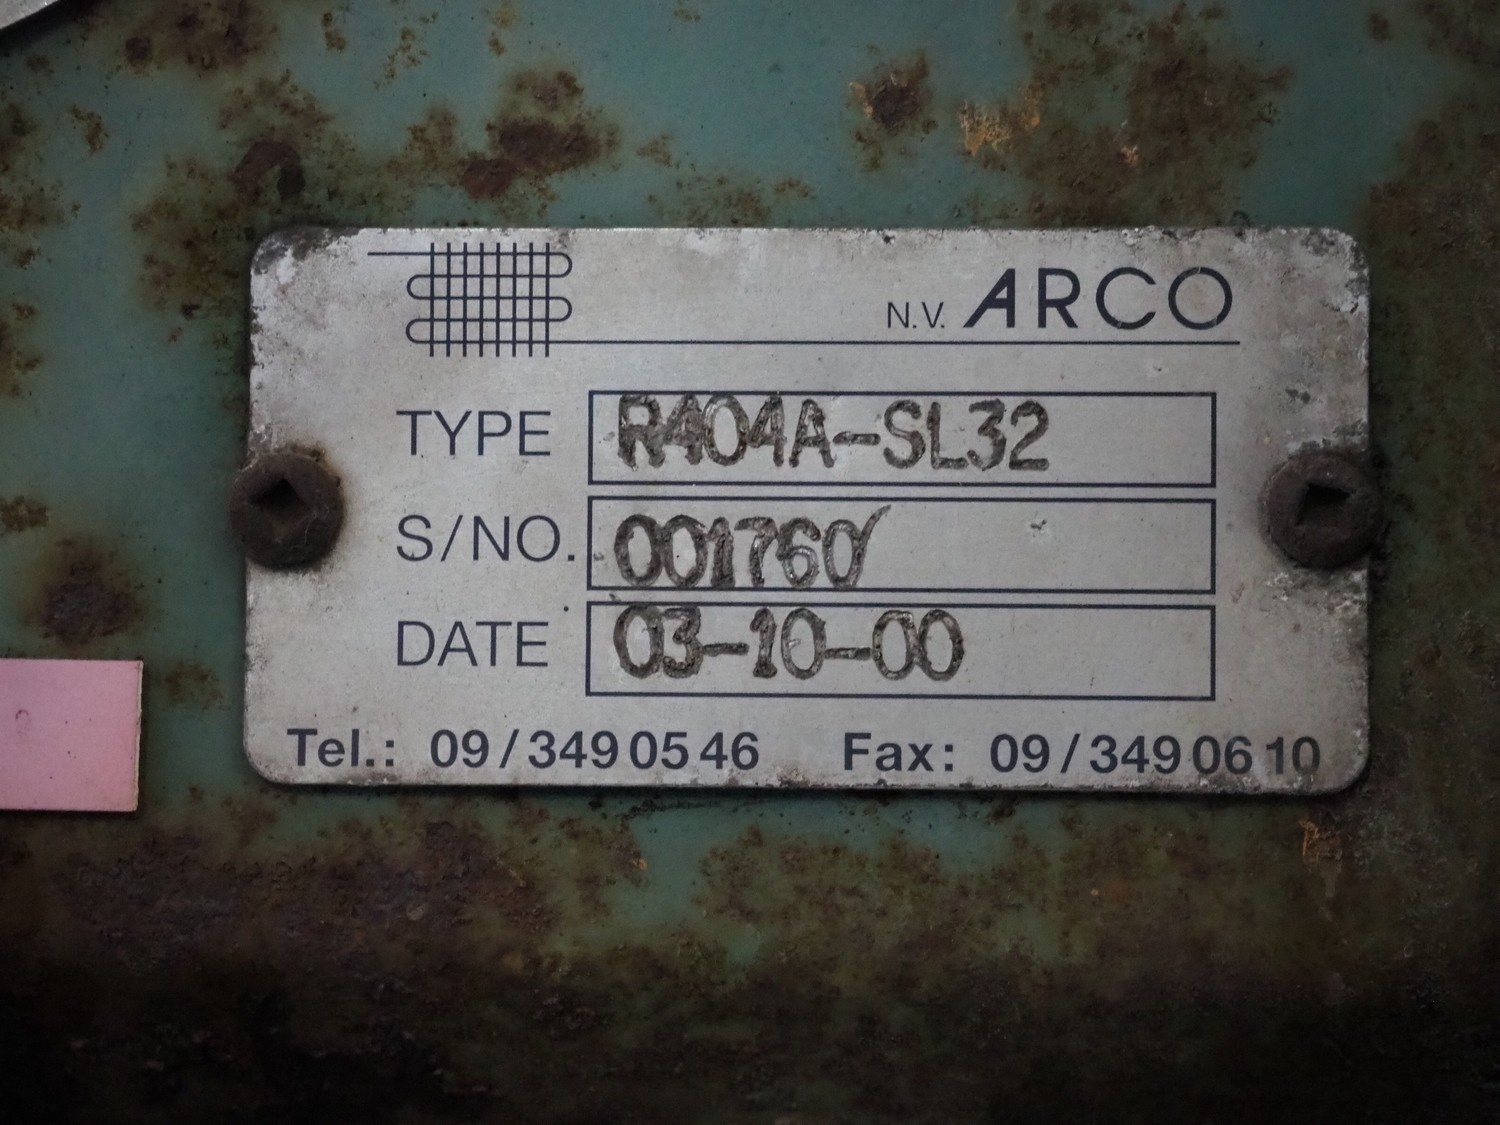 N.V. ARCO
TYPE R404A-SL32
S/NO. 001760
DATE 03-10-00
Tel.: 09/349 05 46 Fax: 09/349 06 10